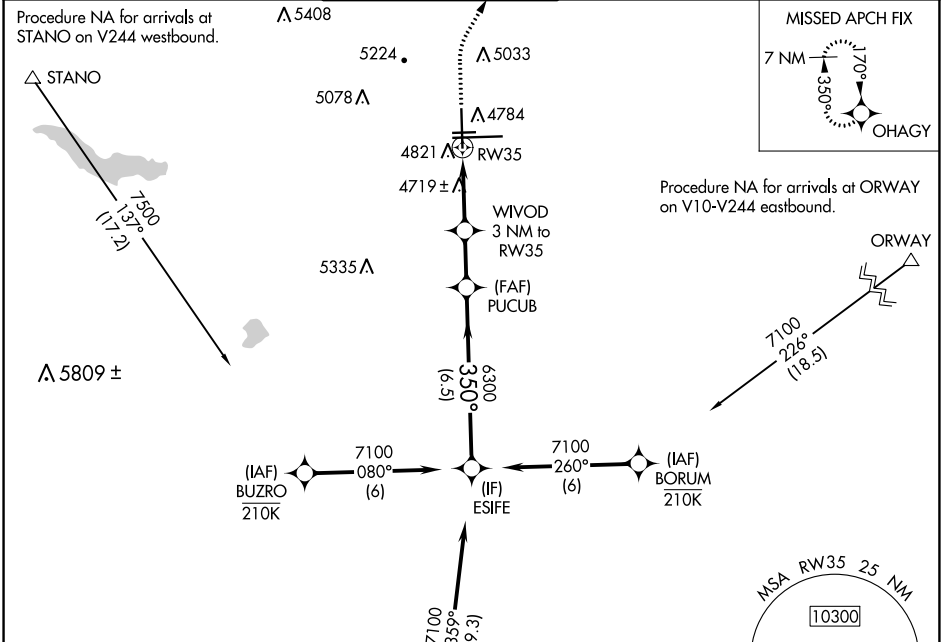 Procedure NA for arrivals at
STANO on V244 westbound.
5408
MISSED APCH FIX
7 NM
170°
350°
OHAGY
5224
5033
STANO
5078
4784
4821
RW35
4719 ±
Procedure NA for arrivals at ORWAY
on V10-V244 eastbound.
7500
137°
(17.2)
WIVOD
3 NM to
RW35
ORWAY
5335
(FAF)
PUCUB
7100
226°
(18.5)
5809 ±
6300
350°
(6.5)
(IAF)
BUZRO
210K
7100
080°
(6)
(IF)
ESIFE
7100
260°
(6)
(IAF)
BORUM
210K
7100
359°
9.3)
MSA RW35 25 NM
10300